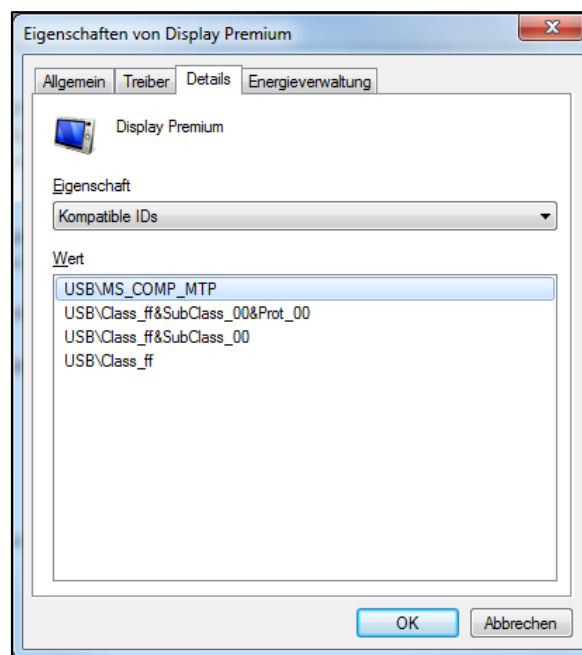 Eigenschaften von Display Premium
Allgemein Treiber Details Energieverwaltung
Display Premium
Eigenschaft
Kompatible IDs
Wert
USB\MS_COMP_MTP
USB\Class_ff&SubClass_00&Prot_00
USB\Class_ff&SubClass_00
USB\Class_ff
OK Abbrechen